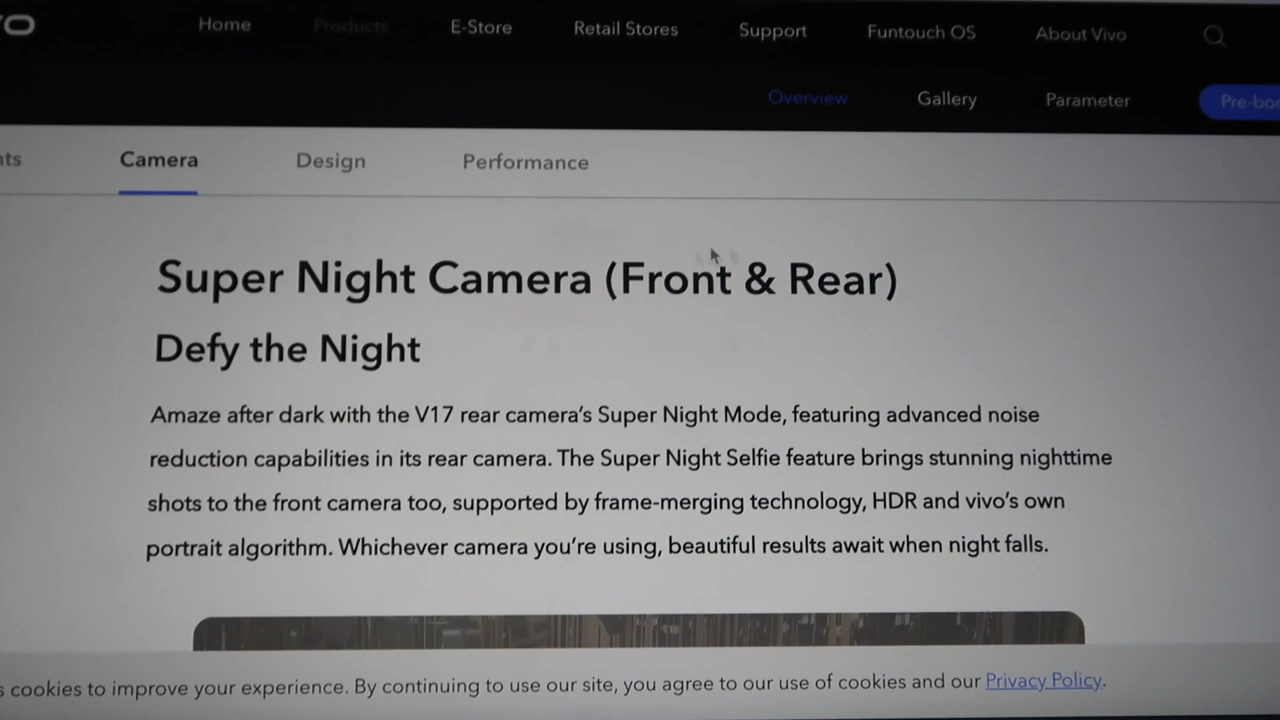 Home Products E-Store Retail Stores Support Funtouch OS About Vivo
Overview Gallery Parameter
Camera Design Performance
Super Night Camera (Front & Rear)
Defy the Night
Amaze after dark with the V17 rear camera's Super Night Mode, featuring advanced noise
reduction capabilities in its rear camera. The Super Night Selfie feature brings stunning nighttime
shots to the front camera too, supported by frame-merging technology, HDR and vivo's own
portrait algorithm. Whichever camera you're using, beautiful results await when night falls.
cookies to improve your experience. By continuing to use our site, you agree to our use of cookies and our Privacy Policy.